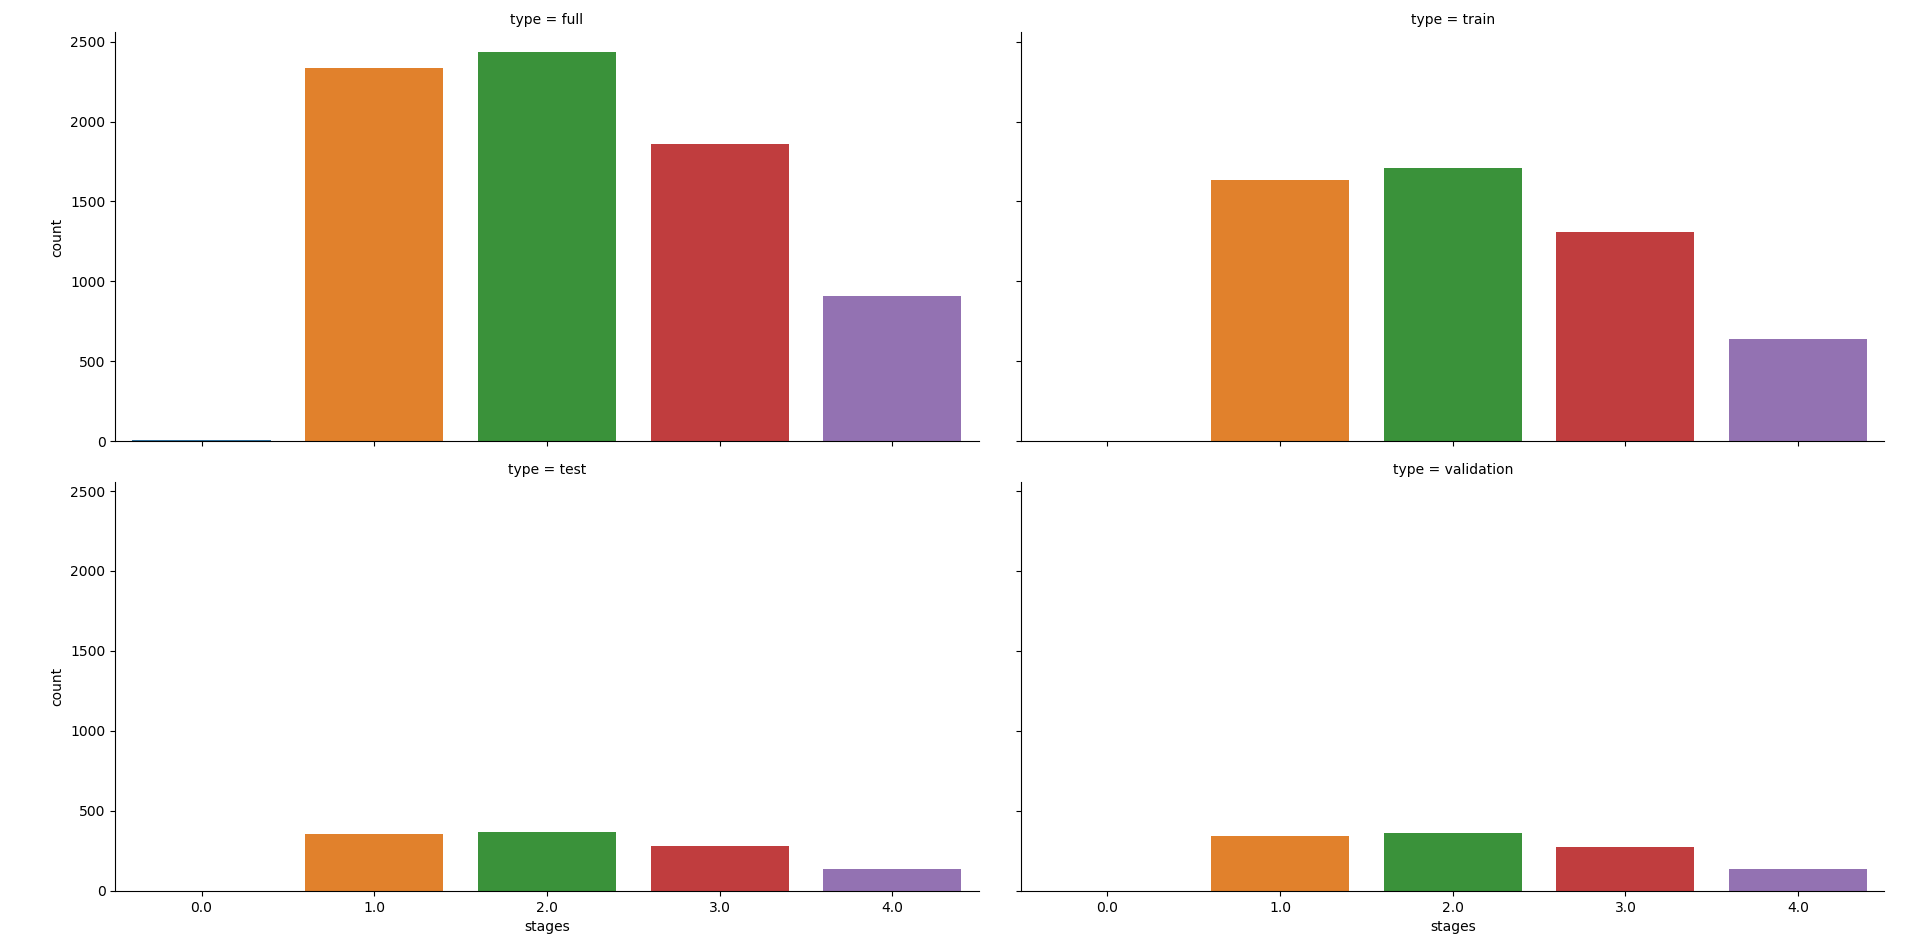 type = full
type = train
2500
2000
1500
1000
500
0
count
type = test
type = validation
2500
2000
1500
1000
500
0
count
0.0 1.0 2.0 3.0 4.0
stages
0.0 1.0 2.0 3.0 4.0
stages